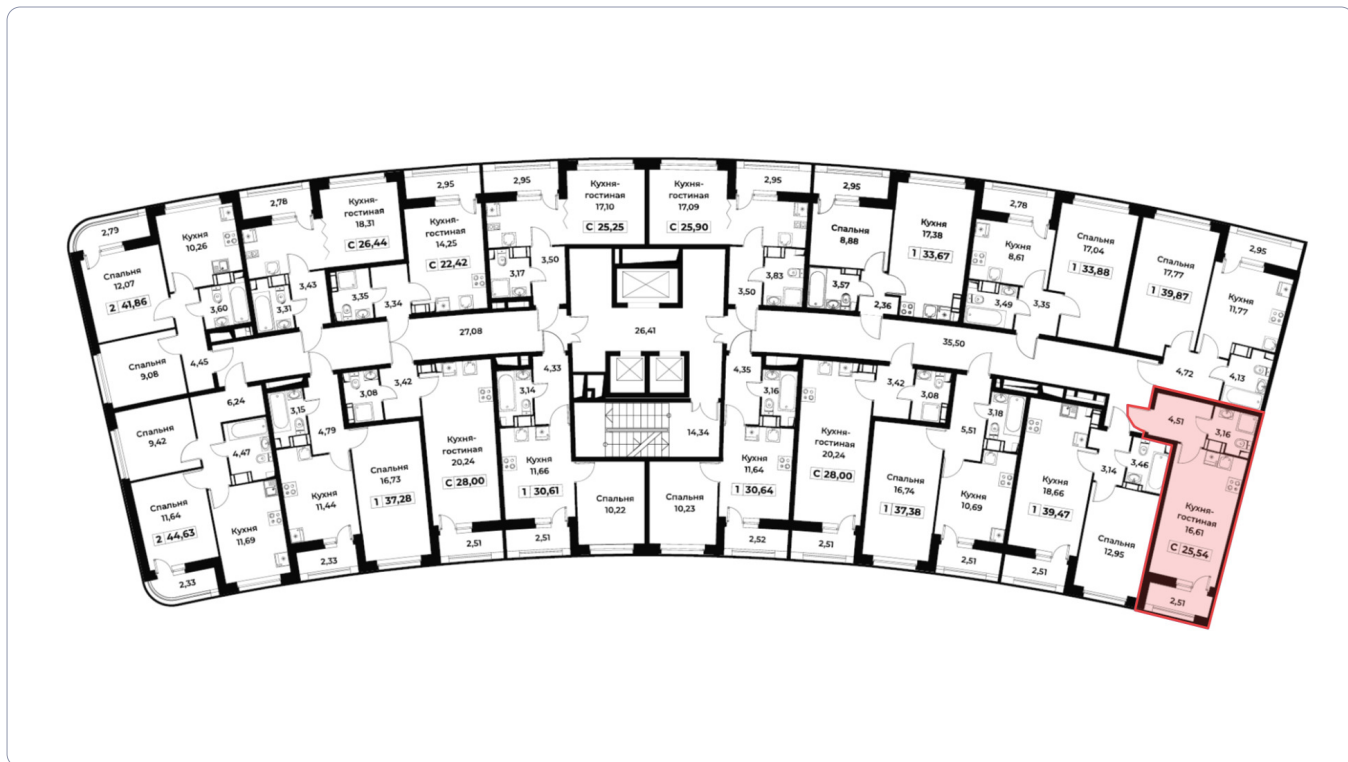 2,79
Спальня
12,07
2 41,86
Кухня
10,26
3,60
Спальня
9,08
4,45
2,78
Кухня-
гостиная
18,31
С 26,44
3,43
3,31
2,95
Кухня-
гостиная
14,25
С 22,42
3,35
3,34
2,95
Кухня-
гостиная
17,10
С 25,25
3,17
3,50
Кухня-
гостиная
17,09
С 25,90
2,95
3,83
3,50
2,95
Спальня
8,88
Кухня
17,38
1 33,67
3,57
2,36
2,78
Кухня
8,61
Спальня
17,04
1 33,88
3,49
3,35
Спальня
17,77
1 39,87
2,95
Кухня
11,77
4,72
4,13
27,08
26,41
35,50
14,34
6,24
Спальня
9,42
4,47
Спальня
11,64
2 44,63
Кухня
11,69
2,33
3,15
4,79
Кухня
11,44
2,33
Спальня
16,73
1 37,28
3,08
3,42
Кухня-
гостиная
20,24
С 28,00
2,51
3,14
4,33
Кухня
11,66
1 30,61
2,51
Спальня
10,22
Спальня
10,23
4,35
3,16
Кухня
11,64
1 30,64
2,52
Кухня-
гостиная
20,24
С 28,00
2,51
3,42
3,08
Спальня
16,74
1 37,38
5,51
3,18
Кухня
10,69
2,51
Кухня
18,66
1 39,47
2,51
3,14
3,46
Спальня
12,95
4,51
3,16
Кухня-
гостиная
16,61
С 25,54
2,51